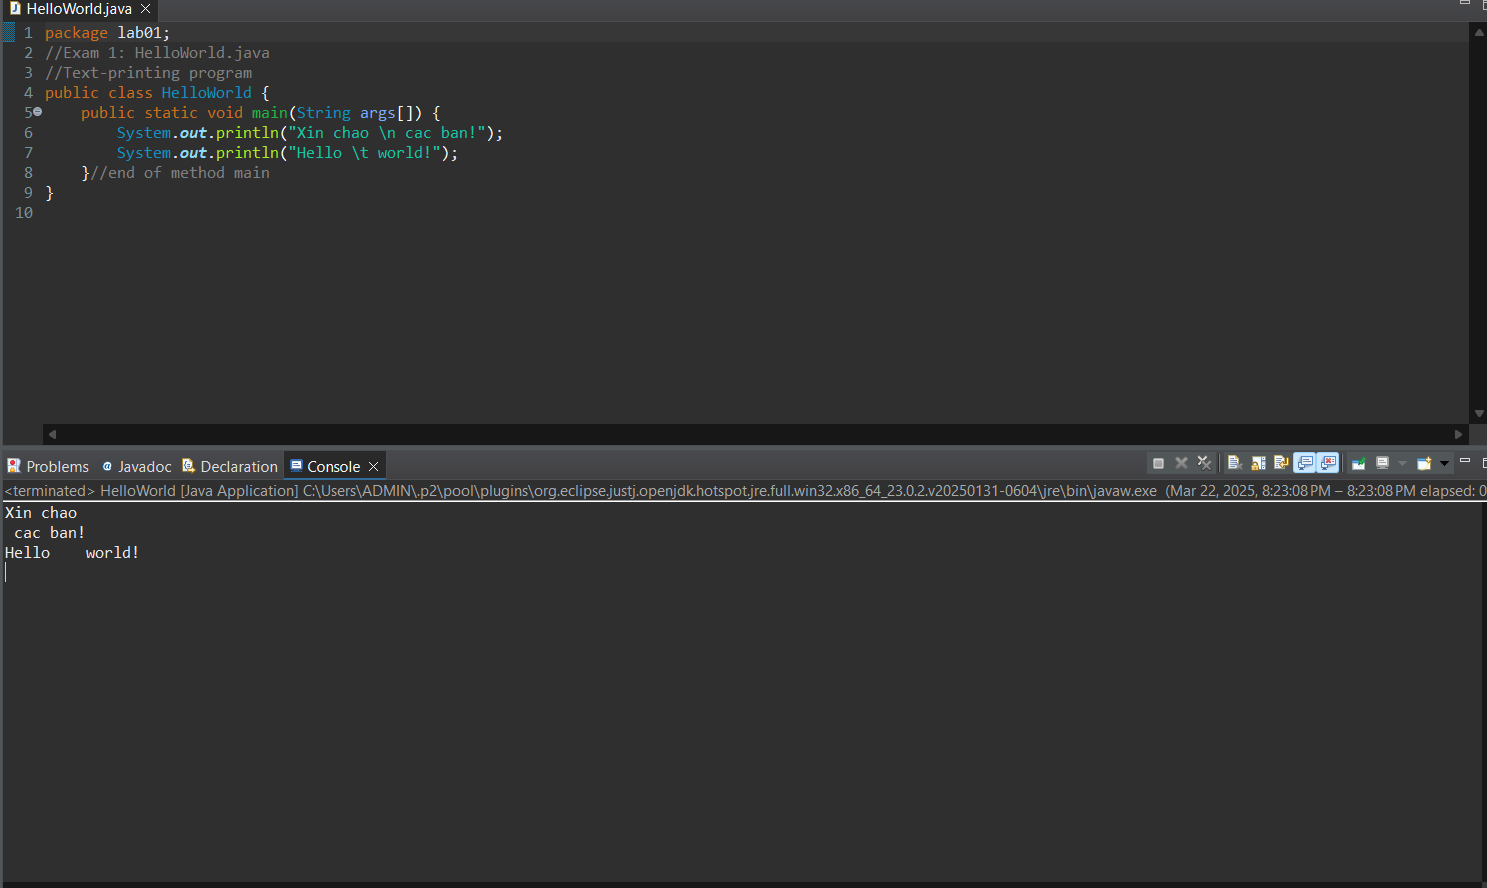 HelloWorld.java
1 package lab01;
2 //Exam 1: HelloWorld.java
3 //Text-printing program
4 public class HelloWorld {
5     public static void main(String args[]) {
6         System.out.println("Xin chao \n cac ban!");
7         System.out.println("Hello \t world!");
8     }//end of method main
9 }
10
Problems Javadoc Declaration Console
<terminated> HelloWorld [Java Application] C:\Users\ADMIN\.p2\pool\plugins\org.eclipse.justj.openjdk.hotspot.jre.full.win32.x86_64_23.0.2.v20250131-0604\jre\bin\javaw.exe (Mar 22, 2025, 8:23:08 PM – 8:23:08 PM elapsed: 0
Xin chao
 cac ban!
Hello    world!